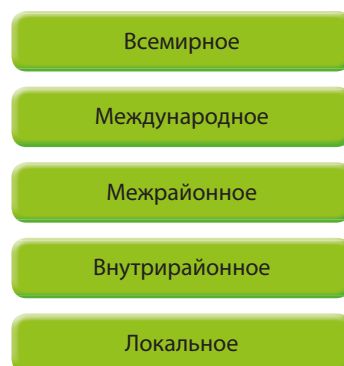 Всемирное
Международное
Межрайонное
Внутрирайонное
Локальное